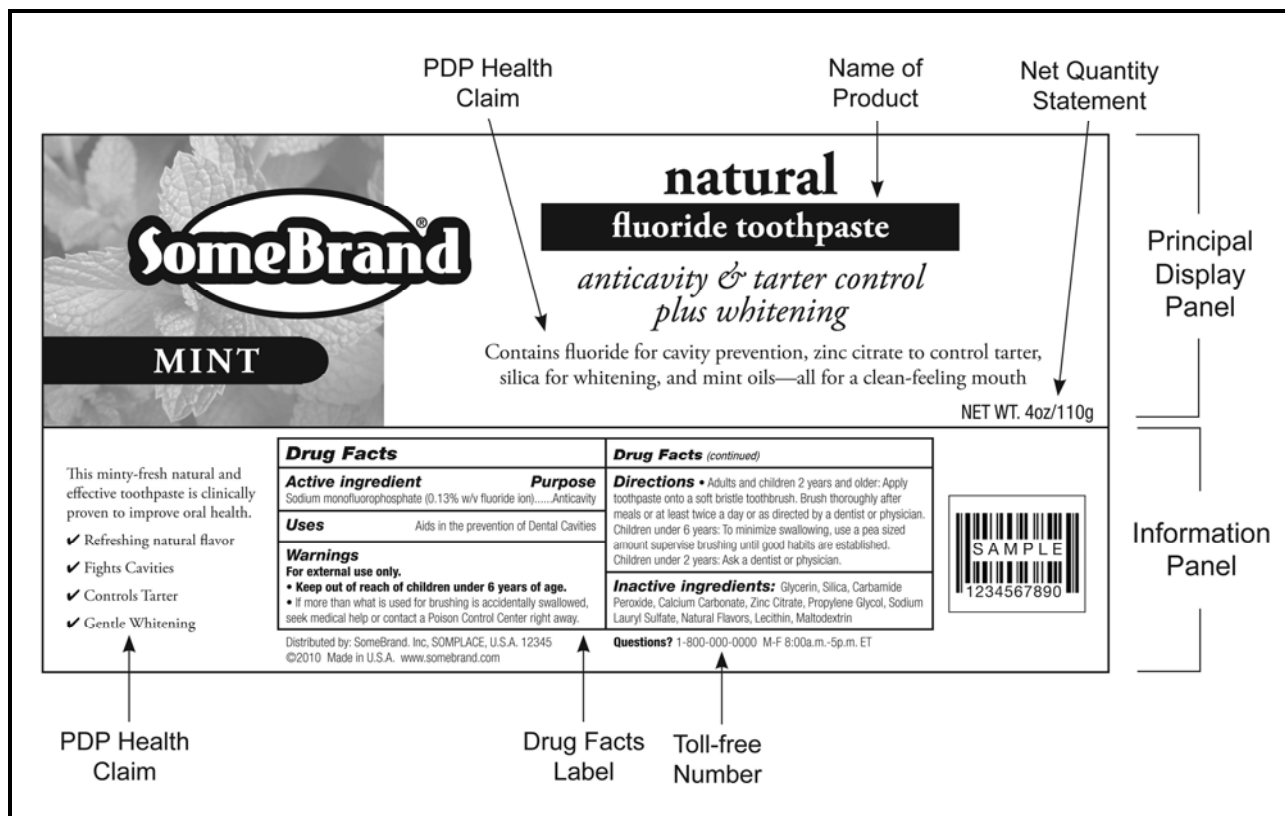 PDP Health
Claim
Name of
Product
Net Quantity
Statement
SomeBrand®
MINT
natural
fluoride toothpaste
anticavity & tarter control
plus whitening
Contains fluoride for cavity prevention, zinc citrate to control tarter,
silica for whitening, and mint oils—all for a clean-feeling mouth
NET WT. 4oz/110g
Principal
Display
Panel
This minty-fresh natural and
effective toothpaste is clinically
proven to improve oral health.
✔ Refreshing natural flavor
✔ Fights Cavities
✔ Controls Tarter
✔ Gentle Whitening
Drug Facts
Active ingredient Purpose
Sodium monofluorophosphate (0.13% w/v fluoride ion)......Anticavity
Uses Aids in the prevention of Dental Cavities
Warnings
For external use only.
• Keep out of reach of children under 6 years of age.
• If more than what is used for brushing is accidentally swallowed,
seek medical help or contact a Poison Control Center right away.
Distributed by: SomeBrand. Inc, SOMPLACE, U.S.A. 12345
©2010 Made in U.S.A. www.somebrand.com
Drug Facts (continued)
Directions • Adults and children 2 years and older: Apply
toothpaste onto a soft bristle toothbrush. Brush thoroughly after
meals or at least twice a day or as directed by a dentist or physician.
Children under 6 years: To minimize swallowing, use a pea sized
amount supervise brushing until good habits are established.
Children under 2 years: Ask a dentist or physician.
Inactive ingredients: Glycerin, Silica, Carbamide
Peroxide, Calcium Carbonate, Zinc Citrate, Propylene Glycol, Sodium
Lauryl Sulfate, Natural Flavors, Lecithin, Maltodextrin
Questions? 1-800-000-0000 M-F 8:00a.m.-5p.m. ET
SAMPLE
1234567890
Information
Panel
PDP Health
Claim
Drug Facts
Label
Toll-free
Number